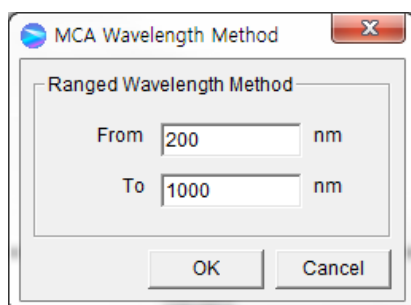 MCA Wavelength Method
Ranged Wavelength Method
From 200 nm
To 1000 nm
OK Cancel